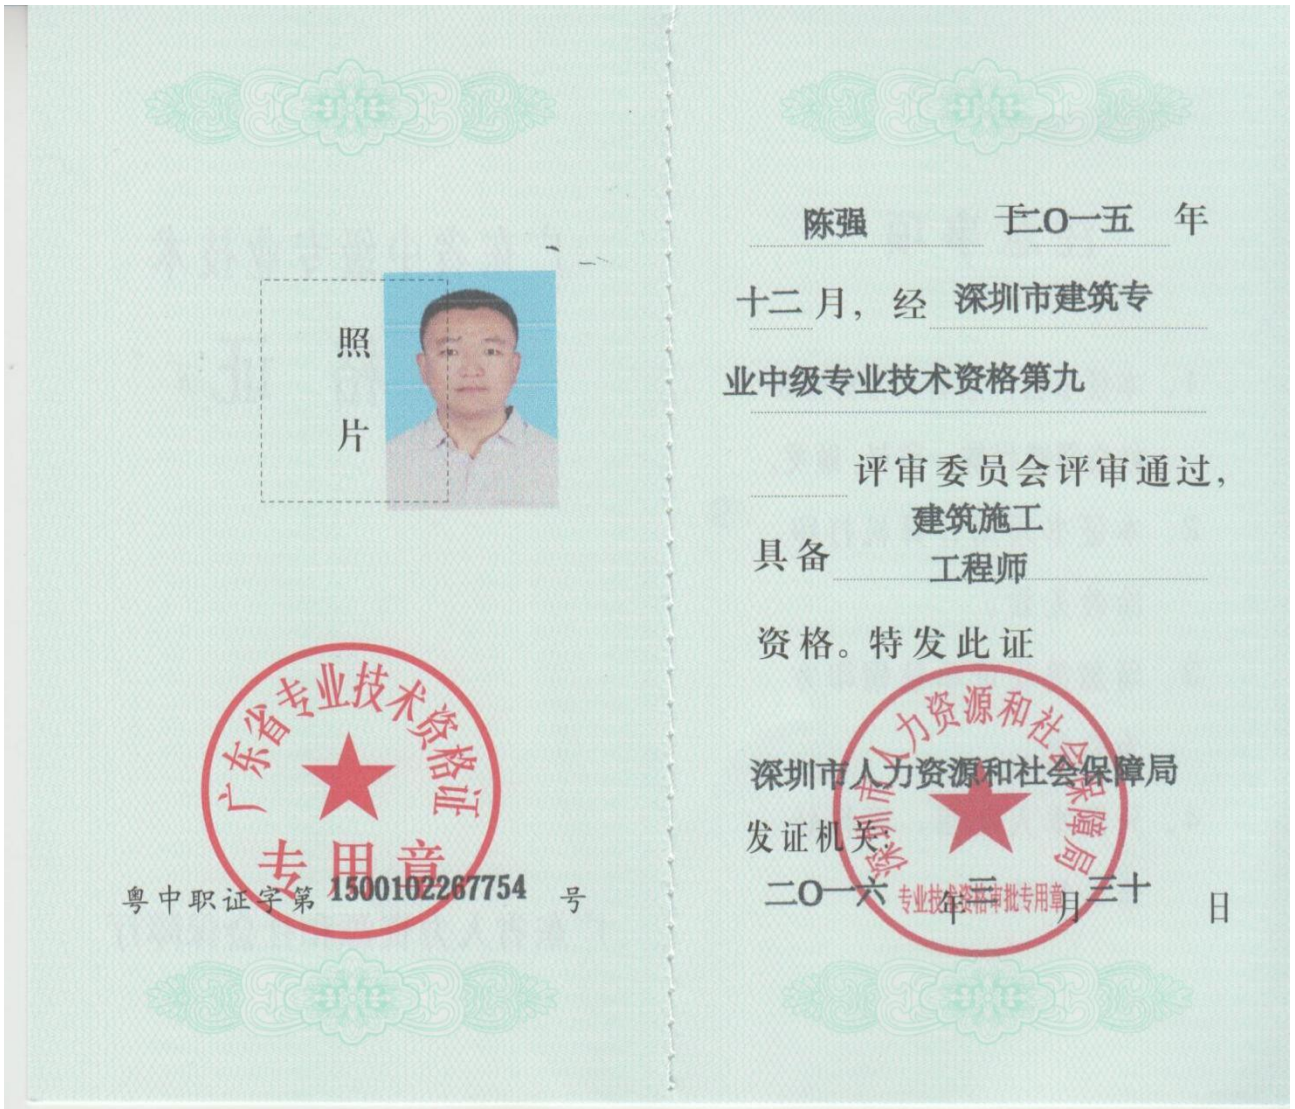 照
片
广东省专业技术资格证
专用章
粤中职证字第 1500102267754 号
陈强 于二〇一五 年
十二 月，经 深圳市建筑专
业中级专业技术资格第九
评审委员会评审通过，
建筑施工
具备 工程师
资格。特发此证
深圳市人力资源和社会保障局
深圳市人力资源和社会保障局
发证机关：
专业技术资格审批专用章
二〇一六 年三 月三十 日